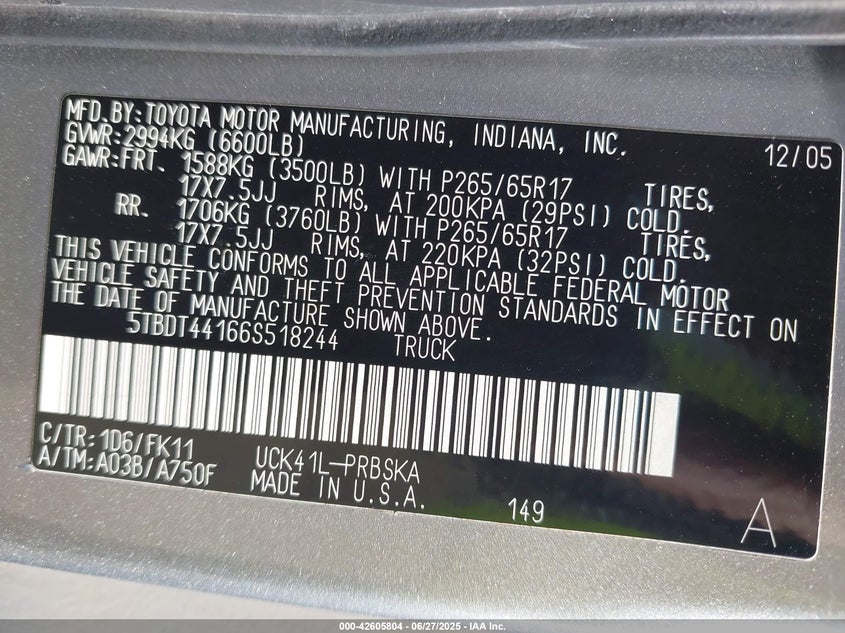 MFD.BY:TOYOTA MOTOR MANUFACTURING, INDIANA, INC. 12/05
GVWR:2994KG (6600LB)
GAWR:FRT. 1588KG (3500LB) WITH P265/65R17 TIRES,
17X7.5JJ RIMS, AT 200KPA (29PSI) COLD.
RR. 1706KG (3760LB) WITH P265/65R17 TIRES,
17X7.5JJ RIMS, AT 220KPA (32PSI) COLD.
THIS VEHICLE CONFORMS TO ALL APPLICABLE FEDERAL MOTOR
VEHICLE SAFETY AND THEFT PREVENTION STANDARDS IN EFFECT ON
THE DATE OF MANUFACTURE SHOWN ABOVE.
5TBDT44166S518244 TRUCK
C/TR:1D6/FK11 UCK41L-PRBSKA
A/TM:A03B/A750F MADE IN U.S.A. 149 A
000-42605804 | 06/27/2025 - IAA Inc.